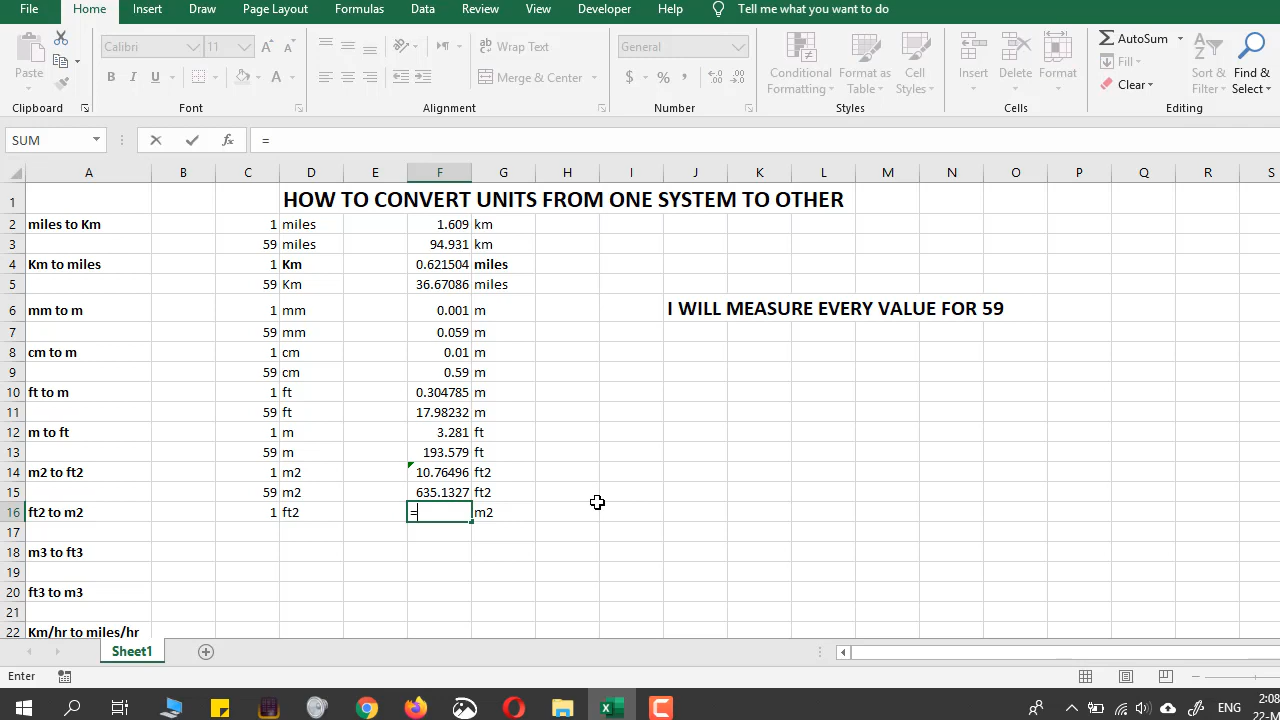 File Home Insert Draw Page Layout Formulas Data Review View Developer Help Tell me what you want to do
Paste Calibri 11 Wrap Text General Conditional Formatting Format as Table Cell Styles Insert Delete Format AutoSum Sort & Filter Find & Select
B I U Merge & Center $ % , Fill
Clear
Clipboard Font Alignment Number Styles Cells Editing
SUM fx =
A B C D E F G H I J K L M N O P Q R S
1 HOW TO CONVERT UNITS FROM ONE SYSTEM TO OTHER
2 miles to Km 1 miles 1.609 km
3 59 miles 94.931 km
4 Km to miles 1 Km 0.621504 miles
5 59 Km 36.67086 miles
6 mm to m 1 mm 0.001 m I WILL MEASURE EVERY VALUE FOR 59
7 59 mm 0.059 m
8 cm to m 1 cm 0.01 m
9 59 cm 0.59 m
10 ft to m 1 ft 0.304785 m
11 59 ft 17.98232 m
12 m to ft 1 m 3.281 ft
13 59 m 193.579 ft
14 m2 to ft2 1 m2 10.76496 ft2
15 59 m2 635.1327 ft2
16 ft2 to m2 1 ft2 = m2
17
18 m3 to ft3
19
20 ft3 to m3
21
22 Km/hr to miles/hr
Sheet1
Enter
ENG 2:08
22-M